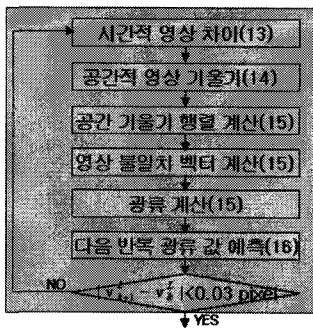 시간적 영상 차이(13)
공간적 영상 기울기(14)
공간 기울기 행렬 계산(15)
영상 불일치 벡터 계산(15)
광류 계산(15)
다음 반복 광류 값 예측(16)
NO
<0.03 pixel
YES